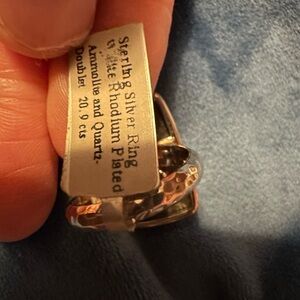 Sterling Silver Ring
White Rhodium Plated
Ammolite and Quartz
Doublet 20.9 cts